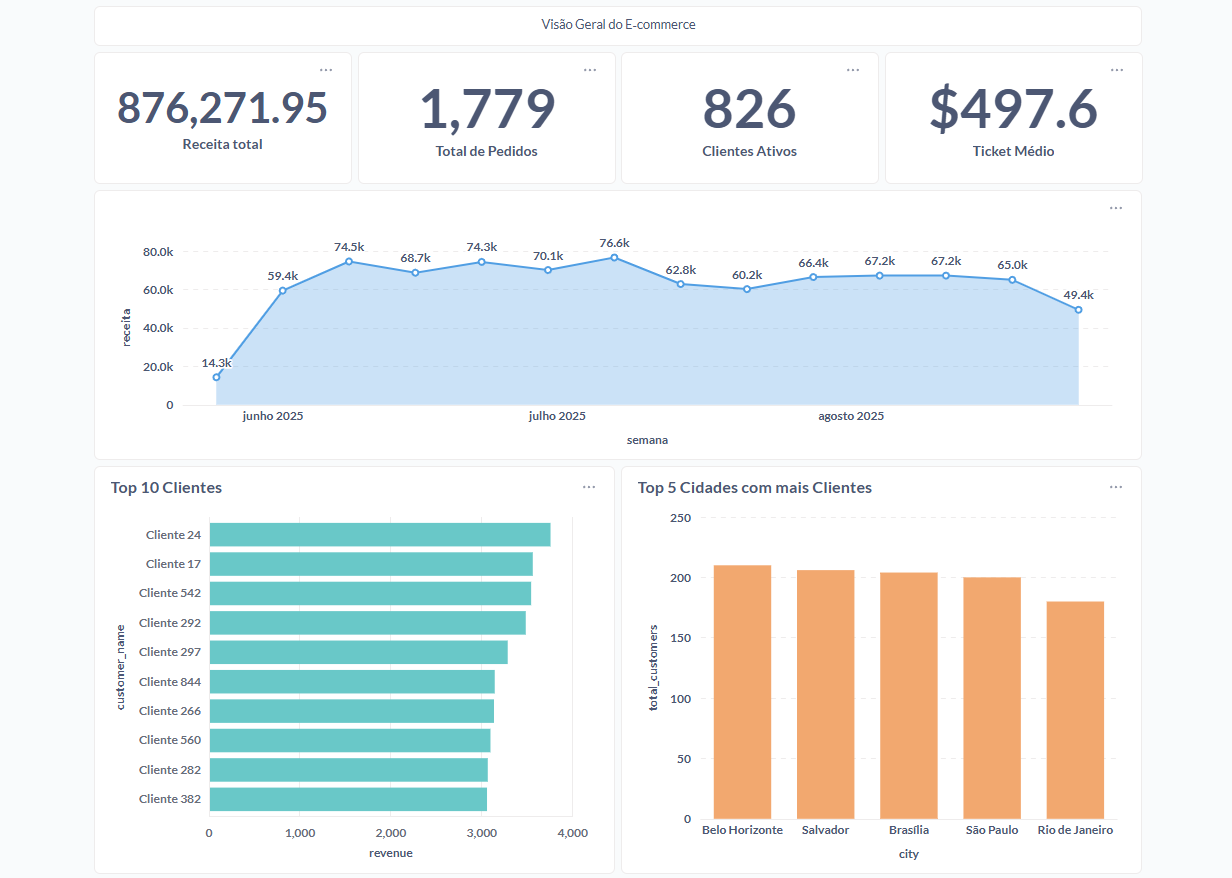 Visão Geral do E-commerce
876,271.95
Receita total
1,779
Total de Pedidos
826
Clientes Ativos
$497.6
Ticket Médio
80.0k
60.0k
40.0k
20.0k
0
receita
14.3k
59.4k
74.5k
68.7k
74.3k
70.1k
76.6k
62.8k
60.2k
66.4k
67.2k
67.2k
65.0k
49.4k
junho 2025
julho 2025
agosto 2025
semana
Top 10 Clientes
customer_name
Cliente 24
Cliente 17
Cliente 542
Cliente 292
Cliente 297
Cliente 844
Cliente 266
Cliente 560
Cliente 282
Cliente 382
0
1,000
2,000
3,000
4,000
revenue
Top 5 Cidades com mais Clientes
250
200
150
100
50
0
total_customers
Belo Horizonte
Salvador
Brasília
São Paulo
Rio de Janeiro
city